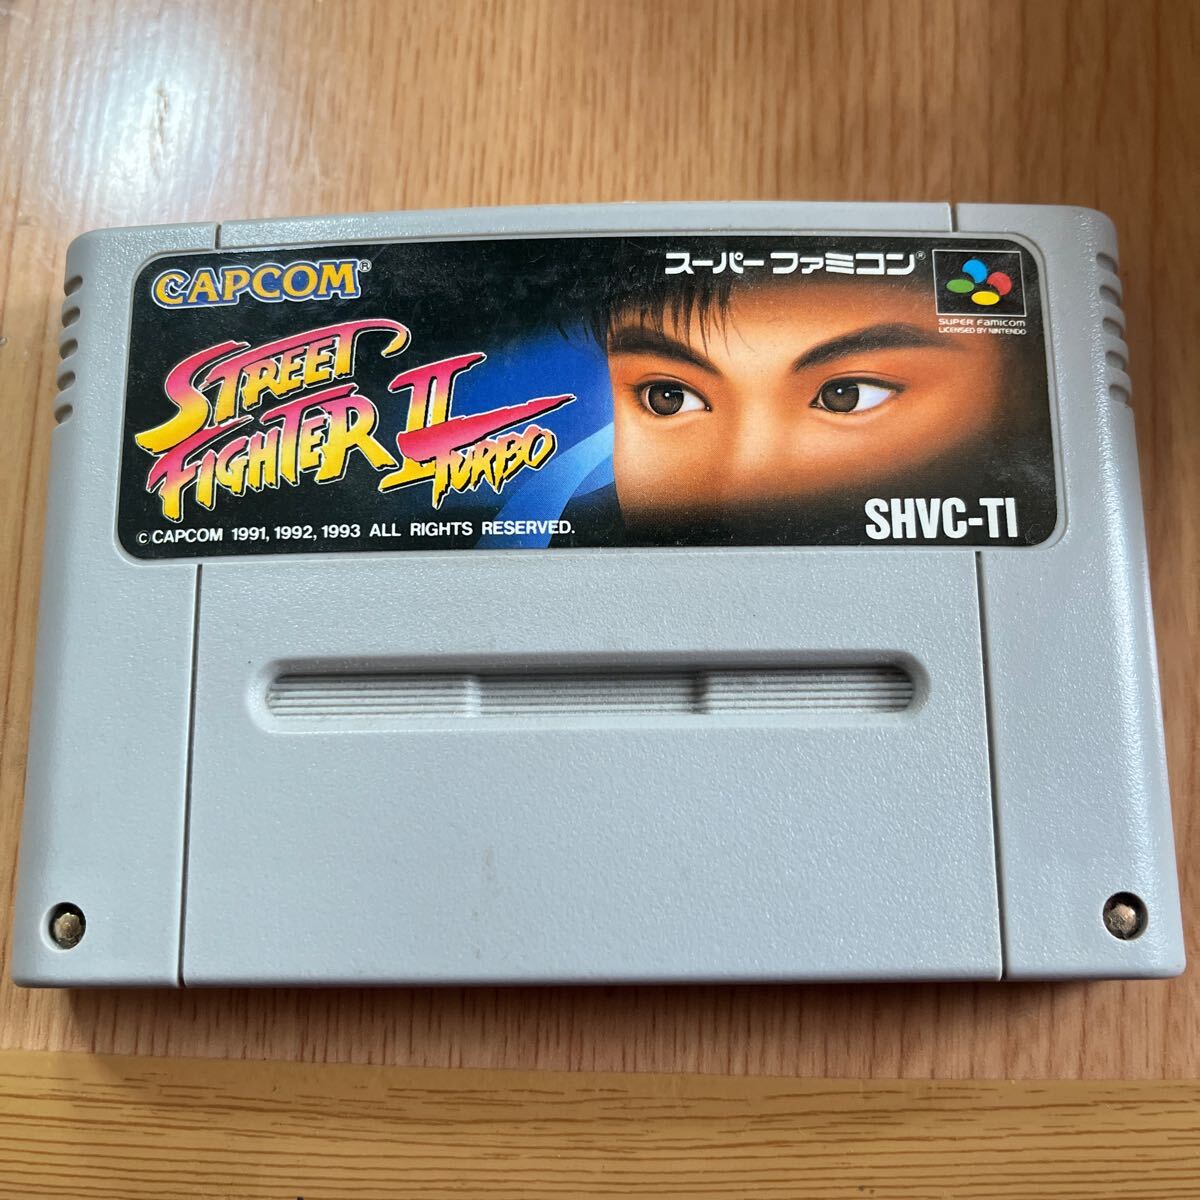 CAPCOM®
スーパーファミコン®
SUPER FAMICOM
LICENSED BY NINTENDO
STREET
FIGHTER II
TURBO
SHVC-TI
©CAPCOM 1991, 1992, 1993 ALL RIGHTS RESERVED.